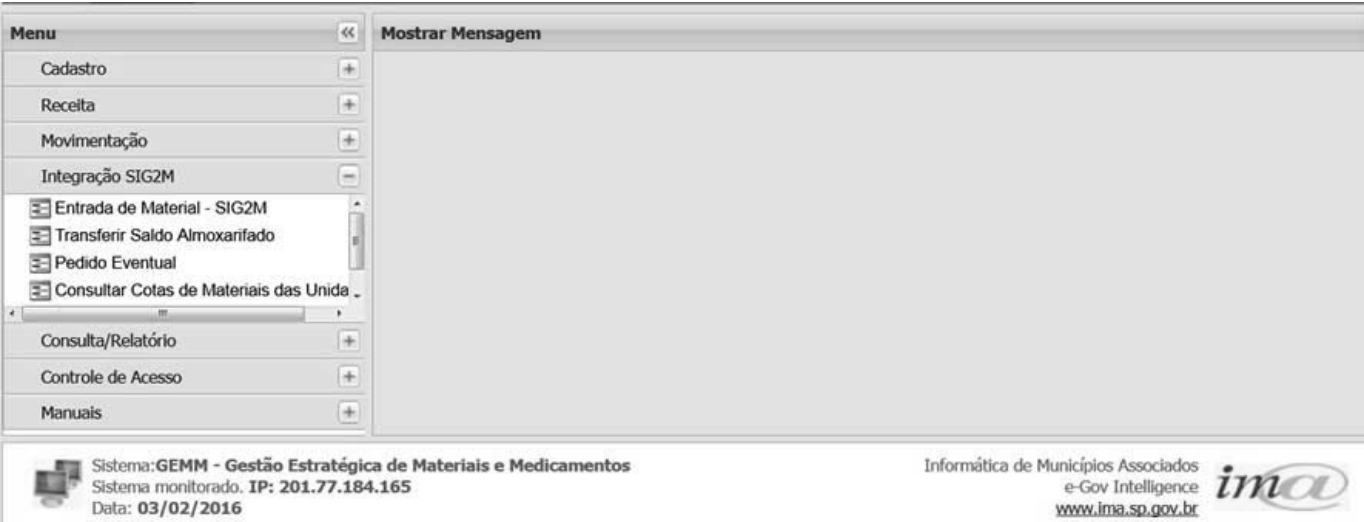 Menu
Mostrar Mensagem
Cadastro
Receita
Movimentação
Integração SIG2M
Entrada de Material - SIG2M
Transferir Saldo Almoxarifado
Pedido Eventual
Consultar Cotas de Materiais das Unida
Consulta/Relatório
Controle de Acesso
Manuais
Sistema:GEMM - Gestão Estratégica de Materiais e Medicamentos
Sistema monitorado. IP: 201.77.184.165
Data: 03/02/2016
Informática de Municípios Associados
e-Gov Intelligence
www.ima.sp.gov.br
ima